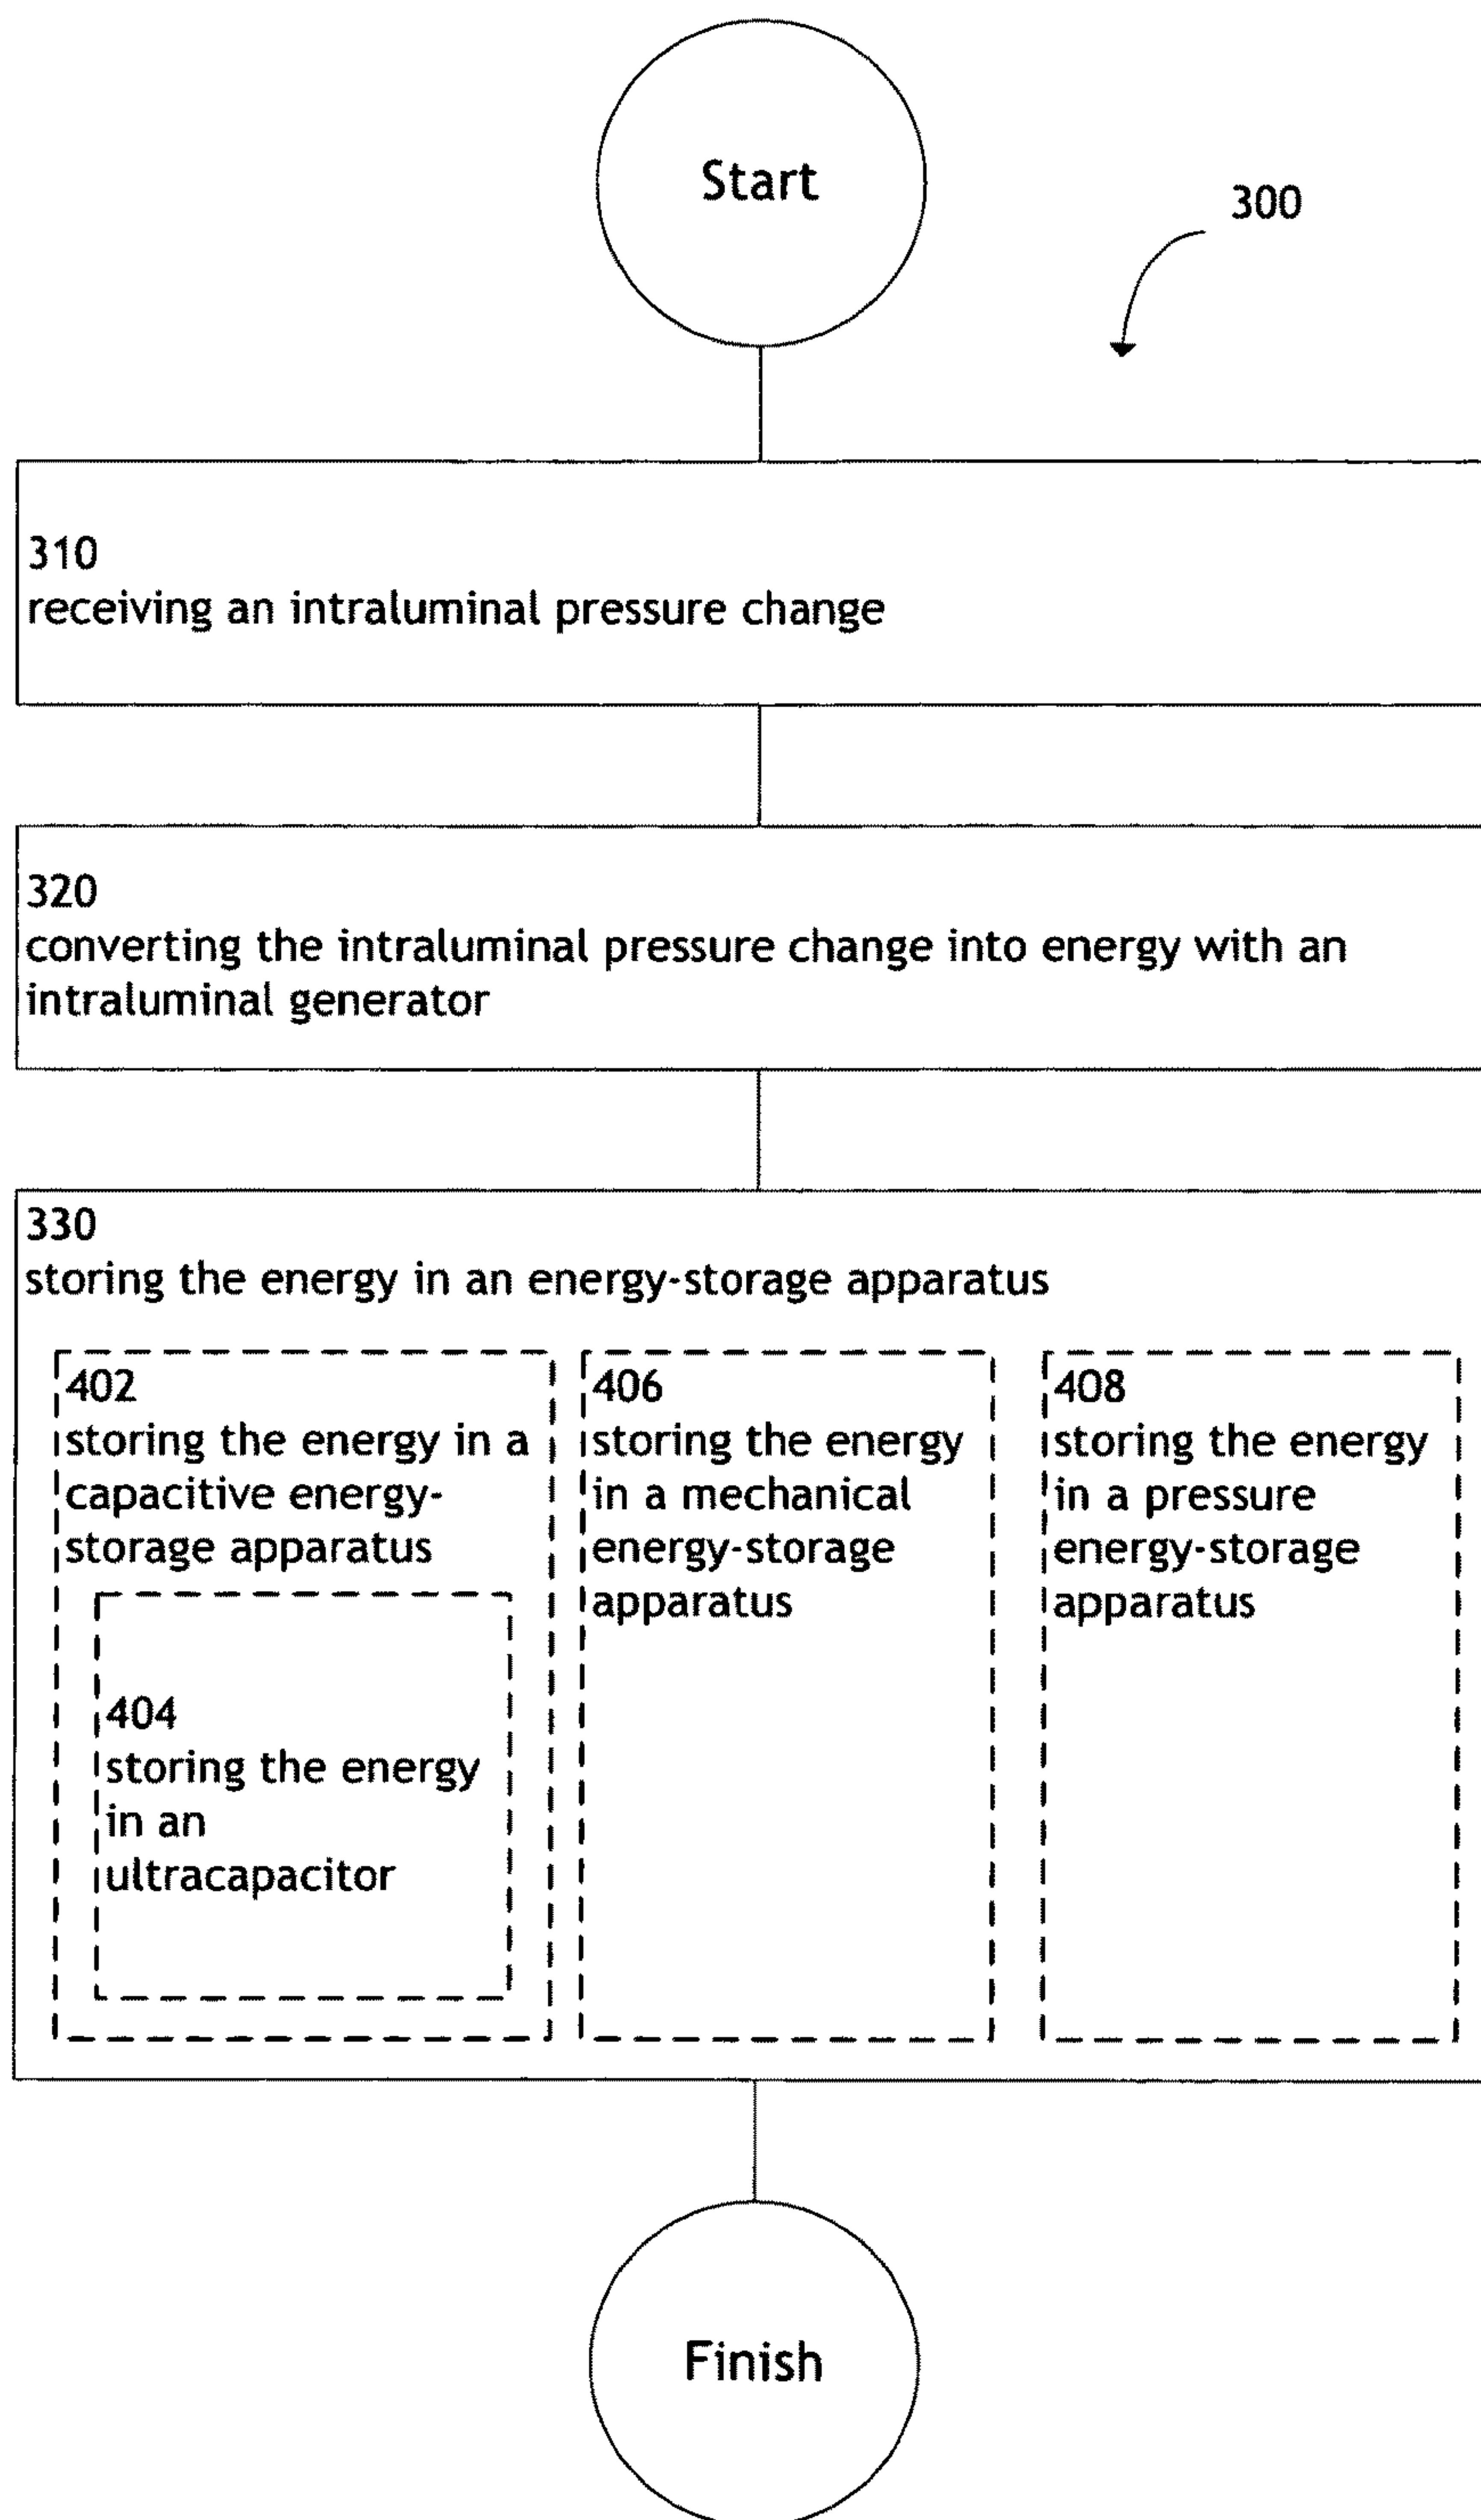 Start
300
310
receiving an intraluminal pressure change
320
converting the intraluminal pressure change into energy with an
intraluminal generator
330
storing the energy in an energy-storage apparatus
402
storing the energy in a
capacitive energy-
storage apparatus
404
storing the energy
in an
ultracapacitor
406
storing the energy
in a mechanical
energy-storage
apparatus
408
storing the energy
in a pressure
energy-storage
apparatus
Finish